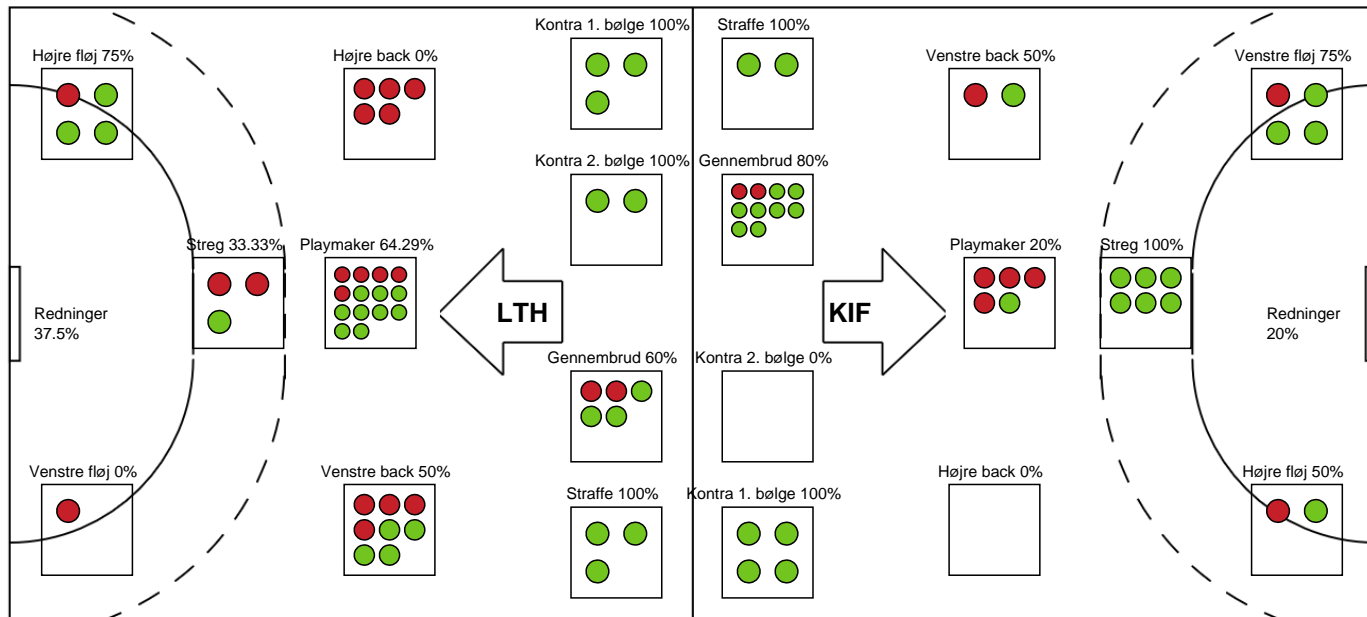 Kontra 1. bølge 100%
Straffe 100%
Højre fløj 75%
Højre back 0%
Venstre back 50%
Venstre fløj 75%
Kontra 2. bølge 100%
Gennembrud 80%
Streg 33.33%
Playmaker 64.29%
Playmaker 20%
Streg 100%
Redninger
37.5%
LTH
KIF
Redninger
20%
Gennembrud 60%
Kontra 2. bølge 0%
Venstre fløj 0%
Venstre back 50%
Straffe 100%
Kontra 1. bølge 100%
Højre back 0%
Højre fløj 50%